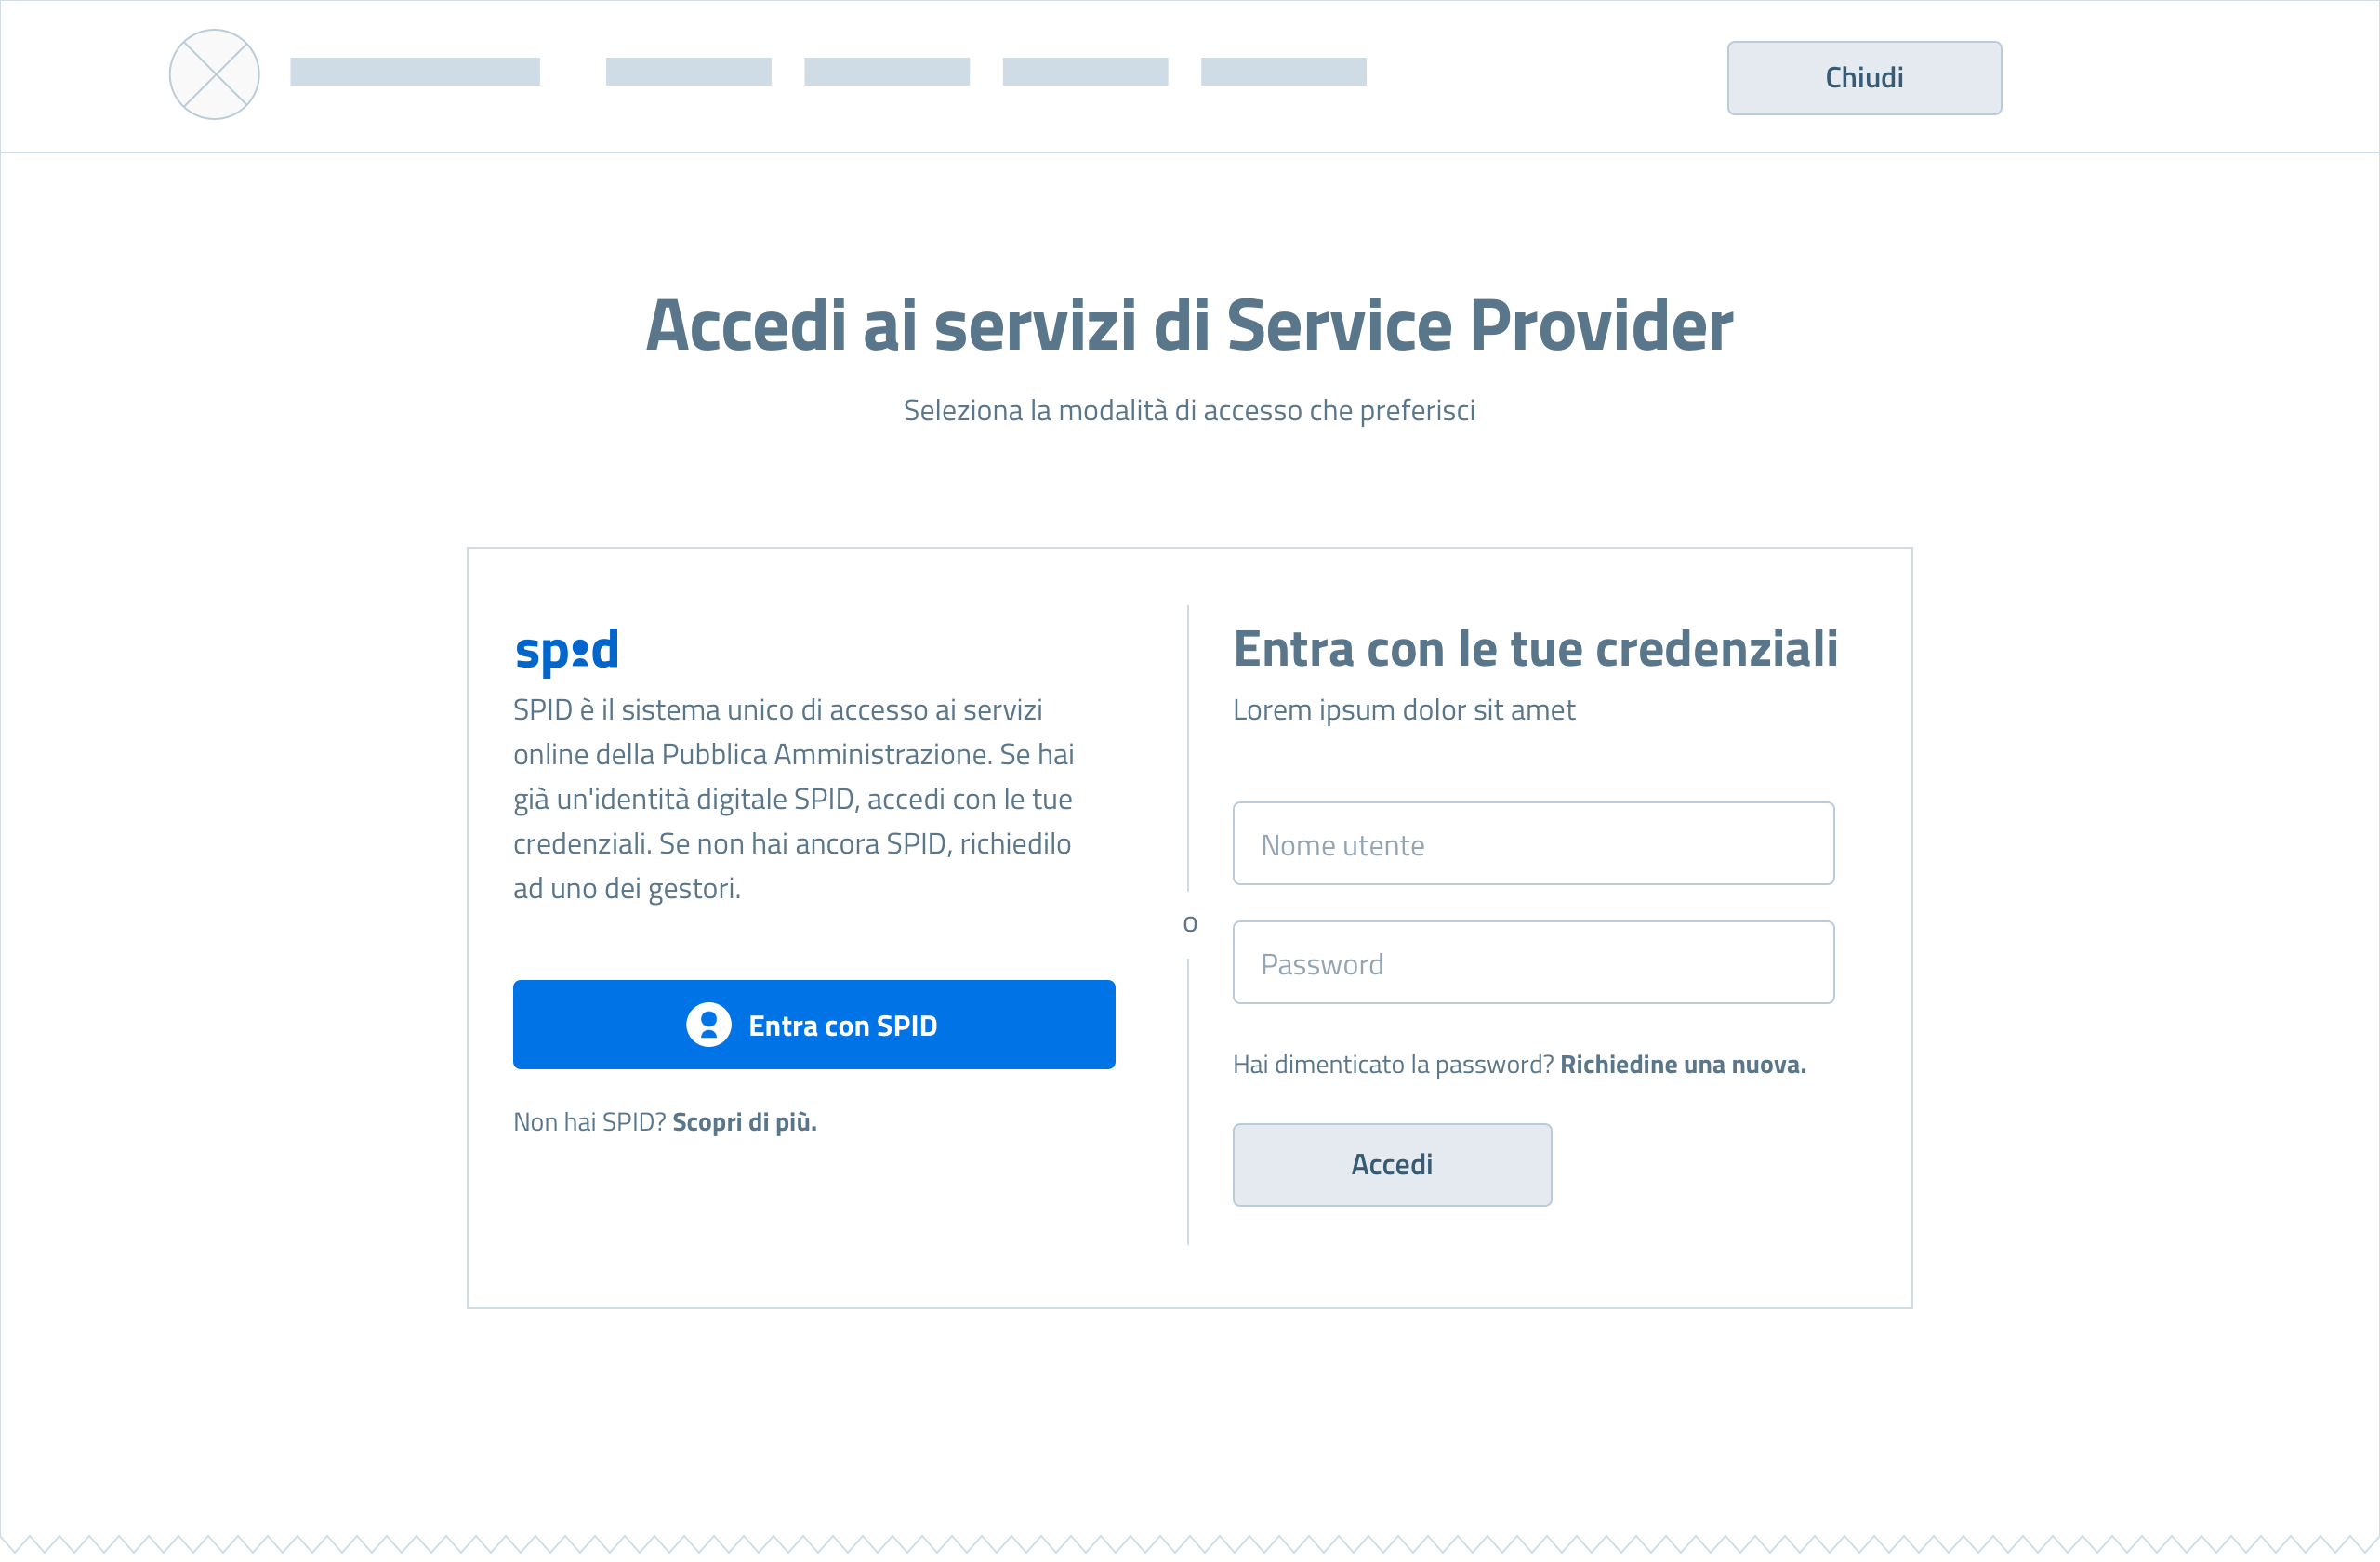 Chiudi
Accedi ai servizi di Service Provider
Seleziona la modalità di accesso che preferisci
spid
SPID è il sistema unico di accesso ai servizi
online della Pubblica Amministrazione. Se hai
già un'identità digitale SPID, accedi con le tue
credenziali. Se non hai ancora SPID, richiedilo
ad uno dei gestori.
Entra con SPID
Non hai SPID? Scopri di più.
o
Entra con le tue credenziali
Lorem ipsum dolor sit amet
Nome utente
Password
Hai dimenticato la password? Richiedine una nuova.
Accedi